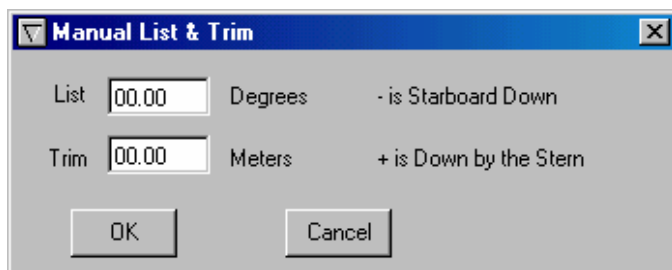 Manual List & Trim
List 00.00 Degrees - is Starboard Down
Trim 00.00 Meters + is Down by the Stern
OK Cancel